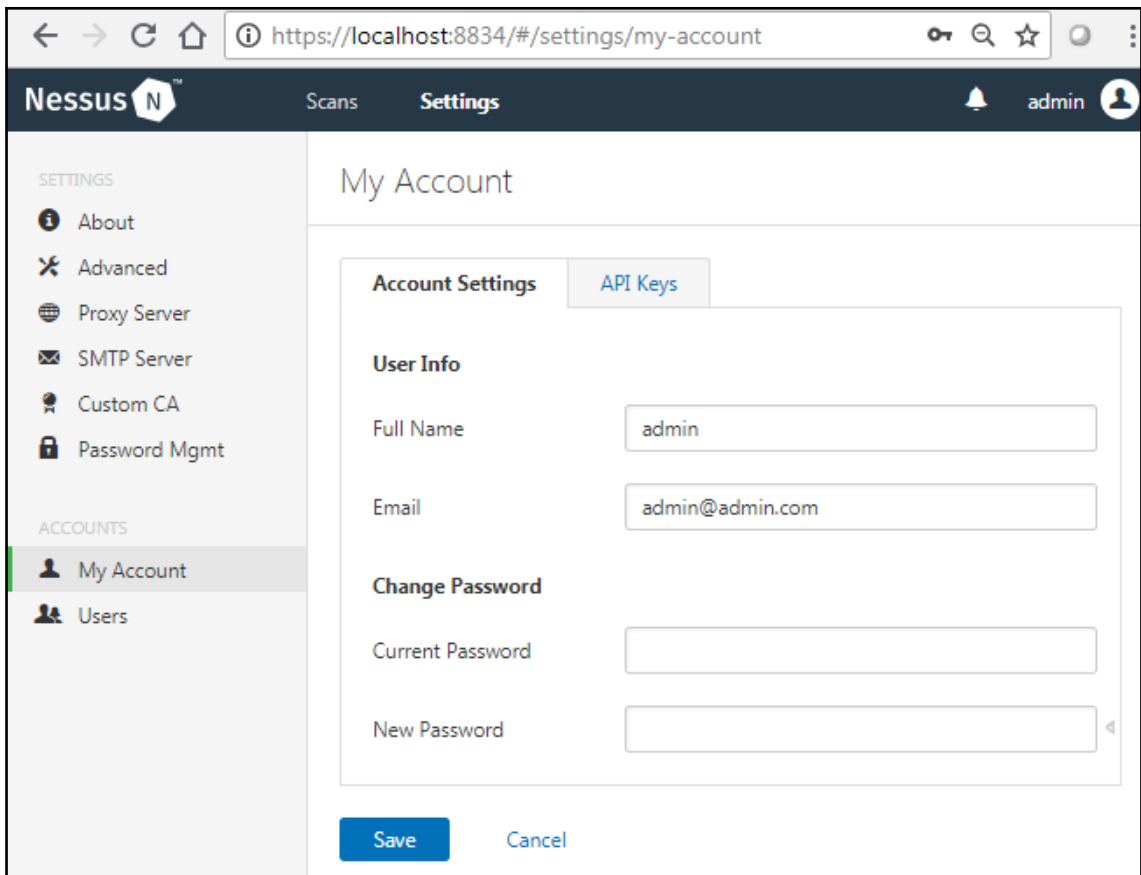 https://localhost:8834/#/settings/my-account
Nessus N ™
Scans
Settings
admin
SETTINGS
About
Advanced
Proxy Server
SMTP Server
Custom CA
Password Mgmt
ACCOUNTS
My Account
Users
My Account
Account Settings
API Keys
User Info
Full Name
admin
Email
admin@admin.com
Change Password
Current Password
New Password
Save
Cancel